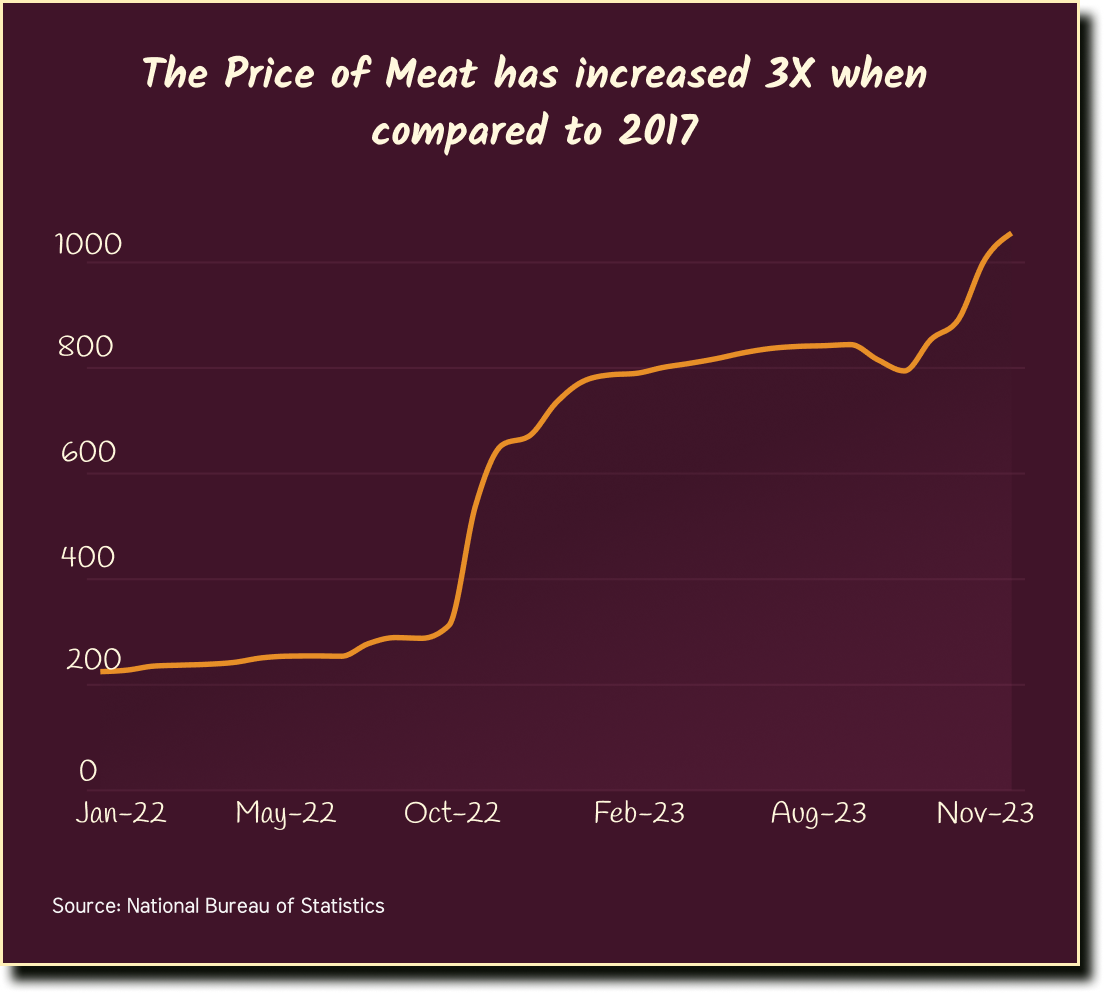 The Price of Meat has increased 3X when
compared to 2017
1000
800
600
400
200
0
Jan-22 May-22 Oct-22 Feb-23 Aug-23 Nov-23
Source: National Bureau of Statistics